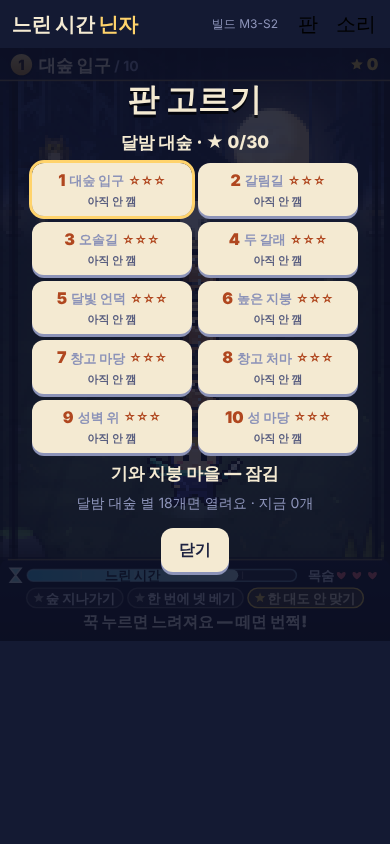 느린 시간 닌자 빌드 M3-S2 판 소리
1 대숲 입구 / 10 ★ 0
판 고르기
달밤 대숲 · ★ 0/30
1 대숲 입구 ☆☆☆
아직 안 깸
2 갈림길 ☆☆☆
아직 안 깸
3 오솔길 ☆☆☆
아직 안 깸
4 두 갈래 ☆☆☆
아직 안 깸
5 달빛 언덕 ☆☆☆
아직 안 깸
6 높은 지붕 ☆☆☆
아직 안 깸
7 창고 마당 ☆☆☆
아직 안 깸
8 창고 처마 ☆☆☆
아직 안 깸
9 성벽 위 ☆☆☆
아직 안 깸
10 성 마당 ☆☆☆
아직 안 깸
기와 지붕 마을 — 잠김
달밤 대숲 별 18개면 열려요 · 지금 0개
닫기
느린 시간 목숨 ♥ ♥ ♥
★ 숲 지나가기 ★ 한 번에 넷 베기 ★ 한 대도 안 맞기
꾹 누르면 느려져요 — 떼면 번쩍!